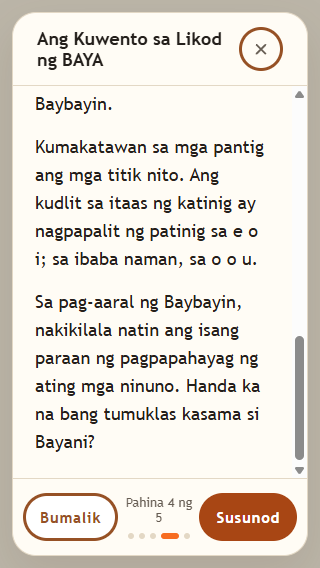 Ang Kuwento sa Likod
ng BAYA
Baybayin.
Kumakatawan sa mga pantig
ang mga titik nito. Ang
kudlit sa itaas ng katinig ay
nagpapalit ng patinig sa e o
i; sa ibaba naman, sa o o u.
Sa pag-aaral ng Baybayin,
nakikilala natin ang isang
paraan ng pagpapahayag ng
ating mga ninuno. Handa ka
na bang tumuklas kasama si
Bayani?
Bumalik
Pahina 4 ng
5
Susunod